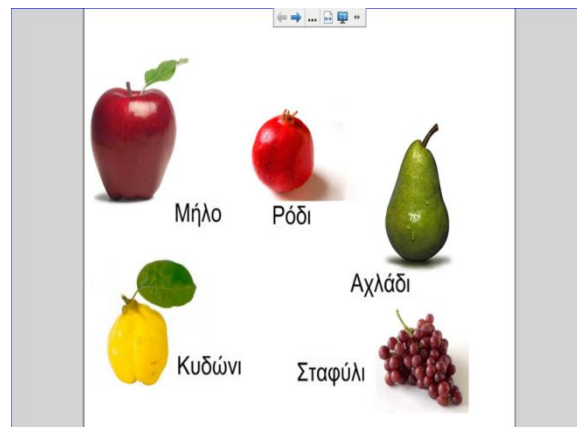 Μήλο
Ρόδι
Αχλάδι
Κυδώνι
Σταφύλι